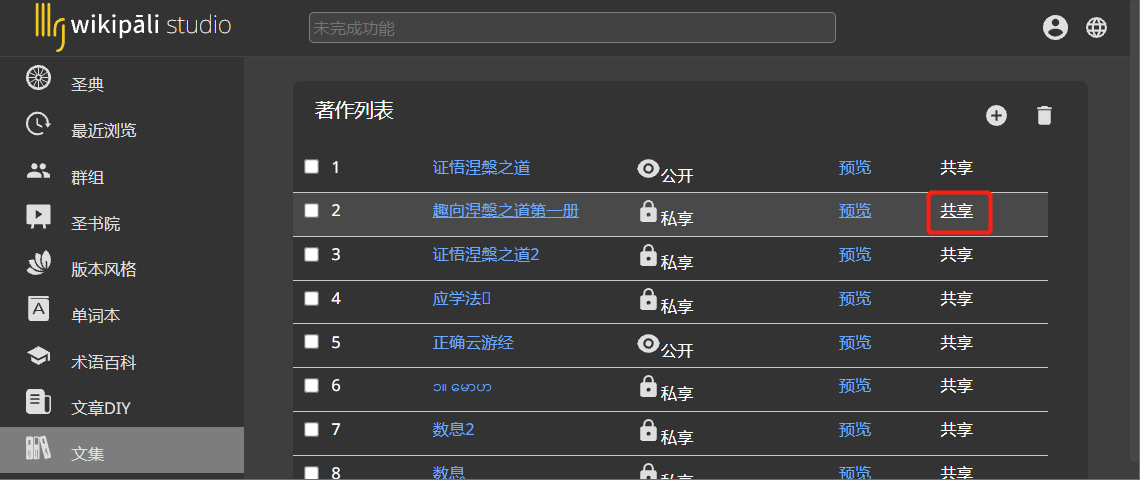 wikipāli studio
未完成功能
圣典
最近浏览
群组
圣书院
版本风格
单词本
术语百科
文章DIY
文集
著作列表
1 证悟涅槃之道 公开 预览 共享
2 趣向涅槃之道第一册 私享 预览 共享
3 证悟涅槃之道2 私享 预览 共享
4 应学法 私享 预览 共享
5 正确云游经 公开 预览 共享
6 ၁။ မောဟ 私享 预览 共享
7 数息2 私享 预览 共享
8 数息 私享 预览 共享